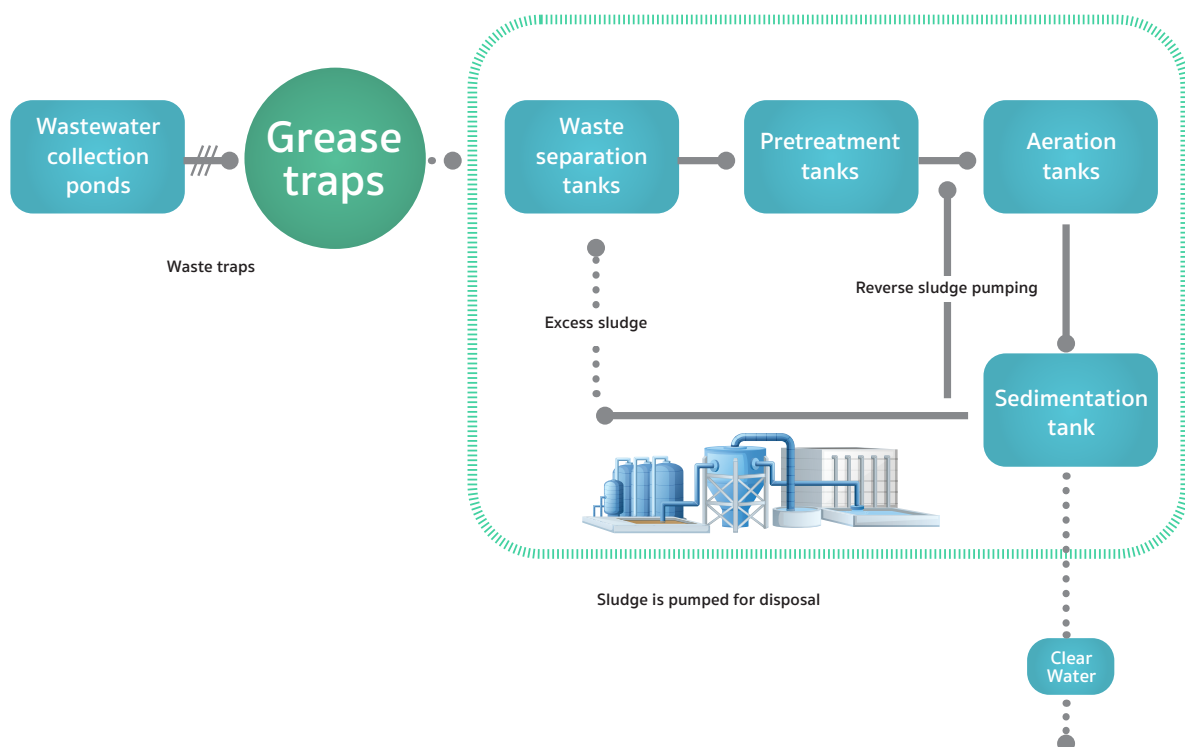 Wastewater
collection
ponds
Grease
traps
Waste
separation
tanks
Pretreatment
tanks
Aeration
tanks
Waste traps
Reverse sludge pumping
Excess sludge
Sedimentation
tank
Sludge is pumped for disposal
Clear
Water